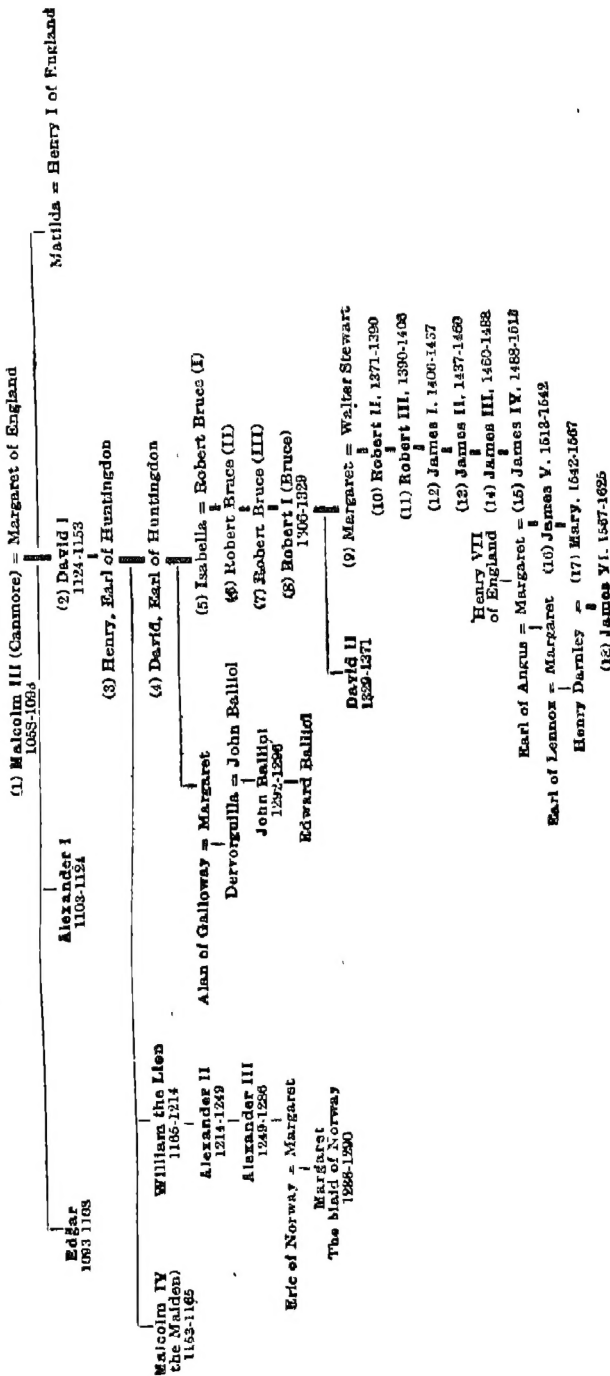 (1) Malcolm III (Canmore) = Margaret of England
1058-1093
Edgar
1093-1103
Alexander I
1103-1124
(2) David I
1124-1153
Matilda = Henry I of England
(3) Henry, Earl of Huntingdon
Malcolm IV
the Maiden)
1153-1165
William the Lion
1165-1214
(4) David, Earl of Huntingdon
Alexander II
1214-1249
Alexander III
1249-1286
Eric of Norway = Margaret
Margaret
The Maid of Norway
1286-1290
Alan of Galloway = Margaret
Dervorguilla = John Balliol
John Balliol
1292-1296
Edward Balliol
(5) Isabella = Robert Bruce (I)
(6) Robert Bruce (II)
(7) Robert Bruce (III)
(8) Robert I (Bruce)
1306-1329
David II
1329-1371
(9) Margaret = Walter Stewart
(10) Robert II, 1371-1390
(11) Robert III, 1390-1406
(12) James I, 1406-1437
(13) James II, 1437-1460
(14) James III, 1460-1488
Henry VII
of England
Earl of Angus = Margaret = (15) James IV, 1488-1513
Earl of Lennox = Margaret (16) James V. 1513-1542
Henry Darnley = (17) Mary. 1542-1567
(18) James VI. 1567-1625